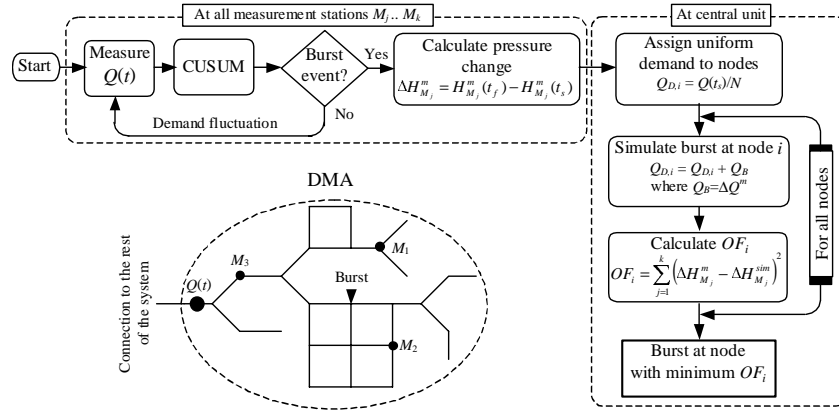 At all measurement stations M_j .. M_k
Start
Measure
Q(t)
CUSUM
Burst
event?
Yes
No
Demand fluctuation
Calculate pressure
change
ΔH^m_{M_j} = H^m_{M_j}(t_f) − H^m_{M_j}(t_s)
At central unit
Assign uniform
demand to nodes
Q_{D,i} = Q(t_s)/N
Simulate burst at node i
Q_{D,i} = Q_{D,i} + Q_B
where Q_B=ΔQ^m
Calculate OF_i
OF_i = ∑_{j=1}^{k} (ΔH^m_{M_j} − ΔH^{sim}_{M_j})^2
For all nodes
Burst at node
with minimum OF_i
DMA
Connection to the rest
of the system
Q(t)
M_3
M_1
Burst
M_2